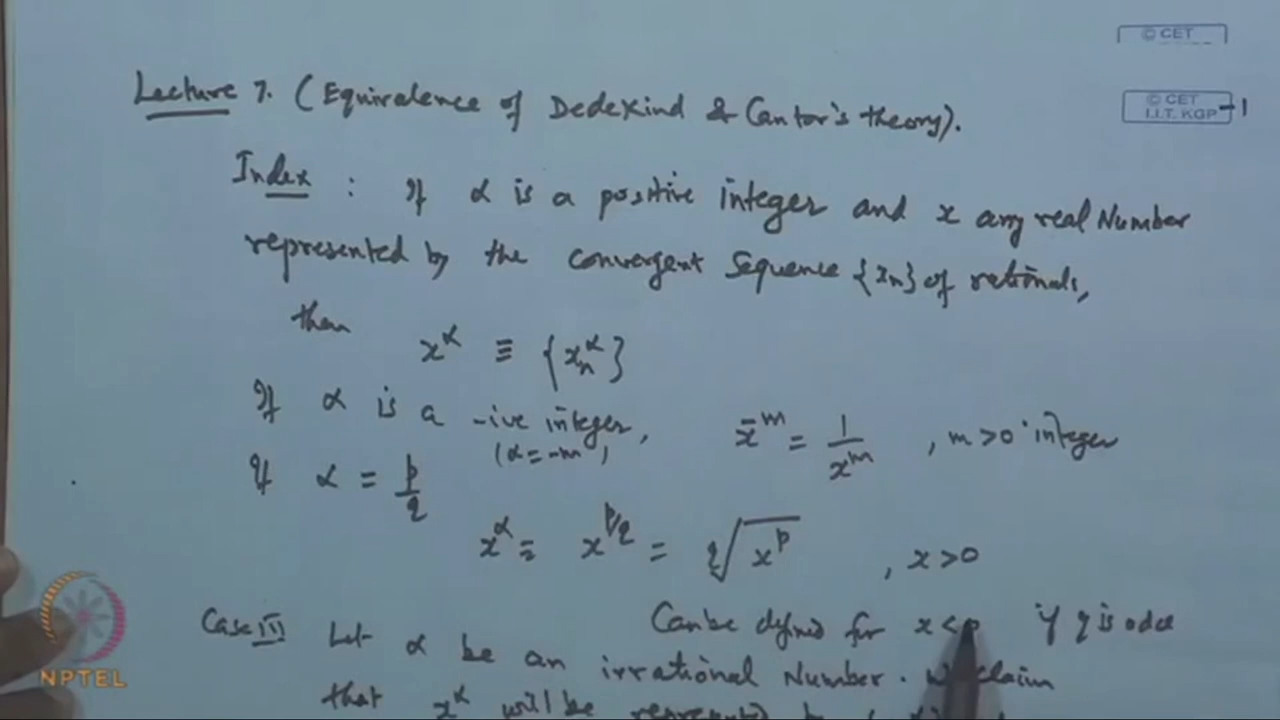 © CET
Lecture 7. (Equivalence of Dedekind & Cantor's theory).
© CET
I.I.T. KGP -1
Index : If α is a positive integer and x any real Number
represented by the convergent sequence {xn} of rationals,
then
x^α ≡ {xn^α}
If α is a -ive integer, x^-m = 1/x^m , m>0 integer
(α=-m)
If α = p/q
x^α = x^p/q = q√x^p , x>0
Can be defined for x<0 if q is odd
Case III Let α be an irrational Number. We claim
that x^α will be represented by
NPTEL